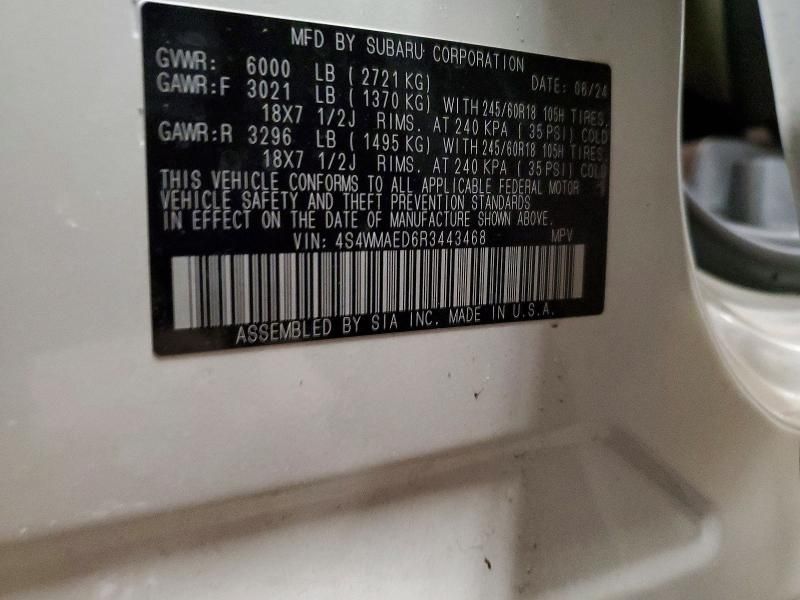 MFD BY SUBARU CORPORATION
GVWR: 6000 LB ( 2721 KG) DATE: 06/24
GAWR:F 3021 LB ( 1370 KG) WITH 245/60R18 105H TIRES,
18X7 1/2J RIMS. AT 240 KPA ( 35 PSI) COLD
GAWR:R 3296 LB ( 1495 KG) WITH 245/60R18 105H TIRES,
18X7 1/2J RIMS. AT 240 KPA ( 35 PSI) COLD
THIS VEHICLE CONFORMS TO ALL APPLICABLE FEDERAL MOTOR
VEHICLE SAFETY AND THEFT PREVENTION STANDARDS
IN EFFECT ON THE DATE OF MANUFACTURE SHOWN ABOVE.
VIN: 4S4WMAED6R3443468 MPV
ASSEMBLED BY SIA INC. MADE IN U.S.A.